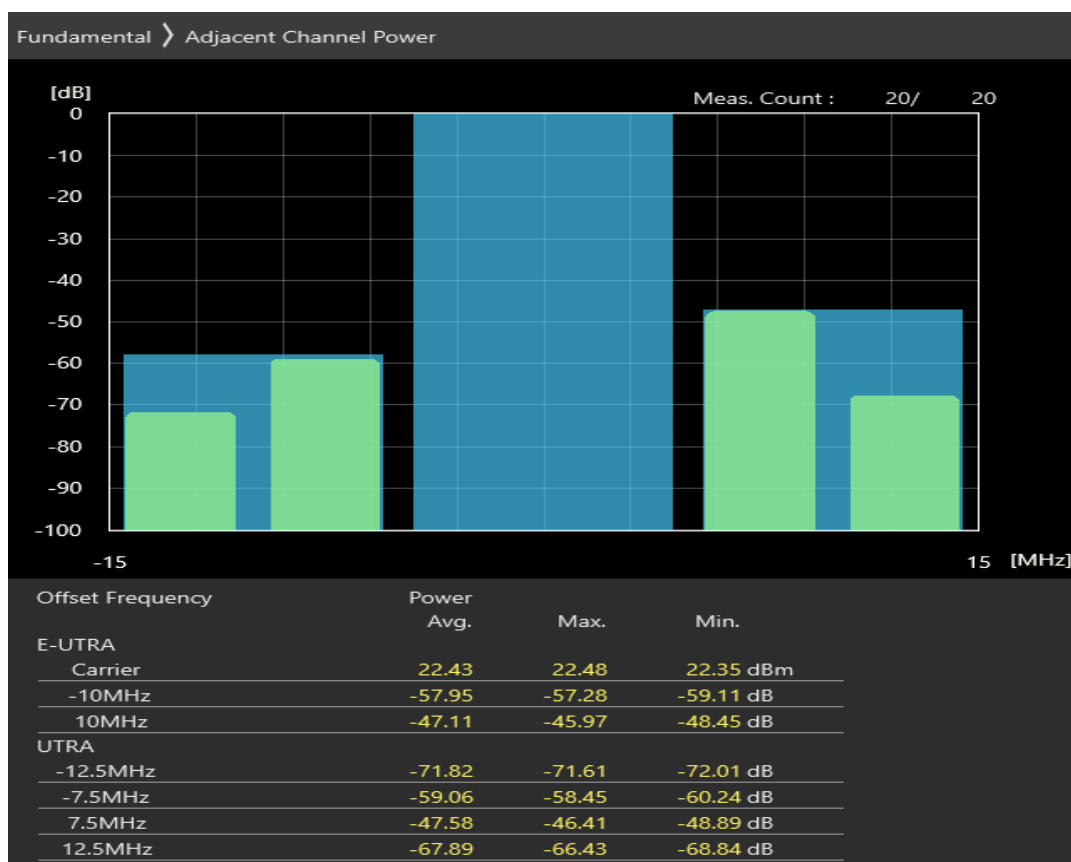 Fundamental ❯ Adjacent Channel Power
[dB]
Meas. Count : 20/ 20
0
-10
-20
-30
-40
-50
-60
-70
-80
-90
-100
-15 15 [MHz]
Offset Frequency Power
Avg. Max. Min.
E-UTRA
Carrier 22.43 22.48 22.35 dBm
-10MHz -57.95 -57.28 -59.11 dB
10MHz -47.11 -45.97 -48.45 dB
UTRA
-12.5MHz -71.82 -71.61 -72.01 dB
-7.5MHz -59.06 -58.45 -60.24 dB
7.5MHz -47.58 -46.41 -48.89 dB
12.5MHz -67.89 -66.43 -68.84 dB